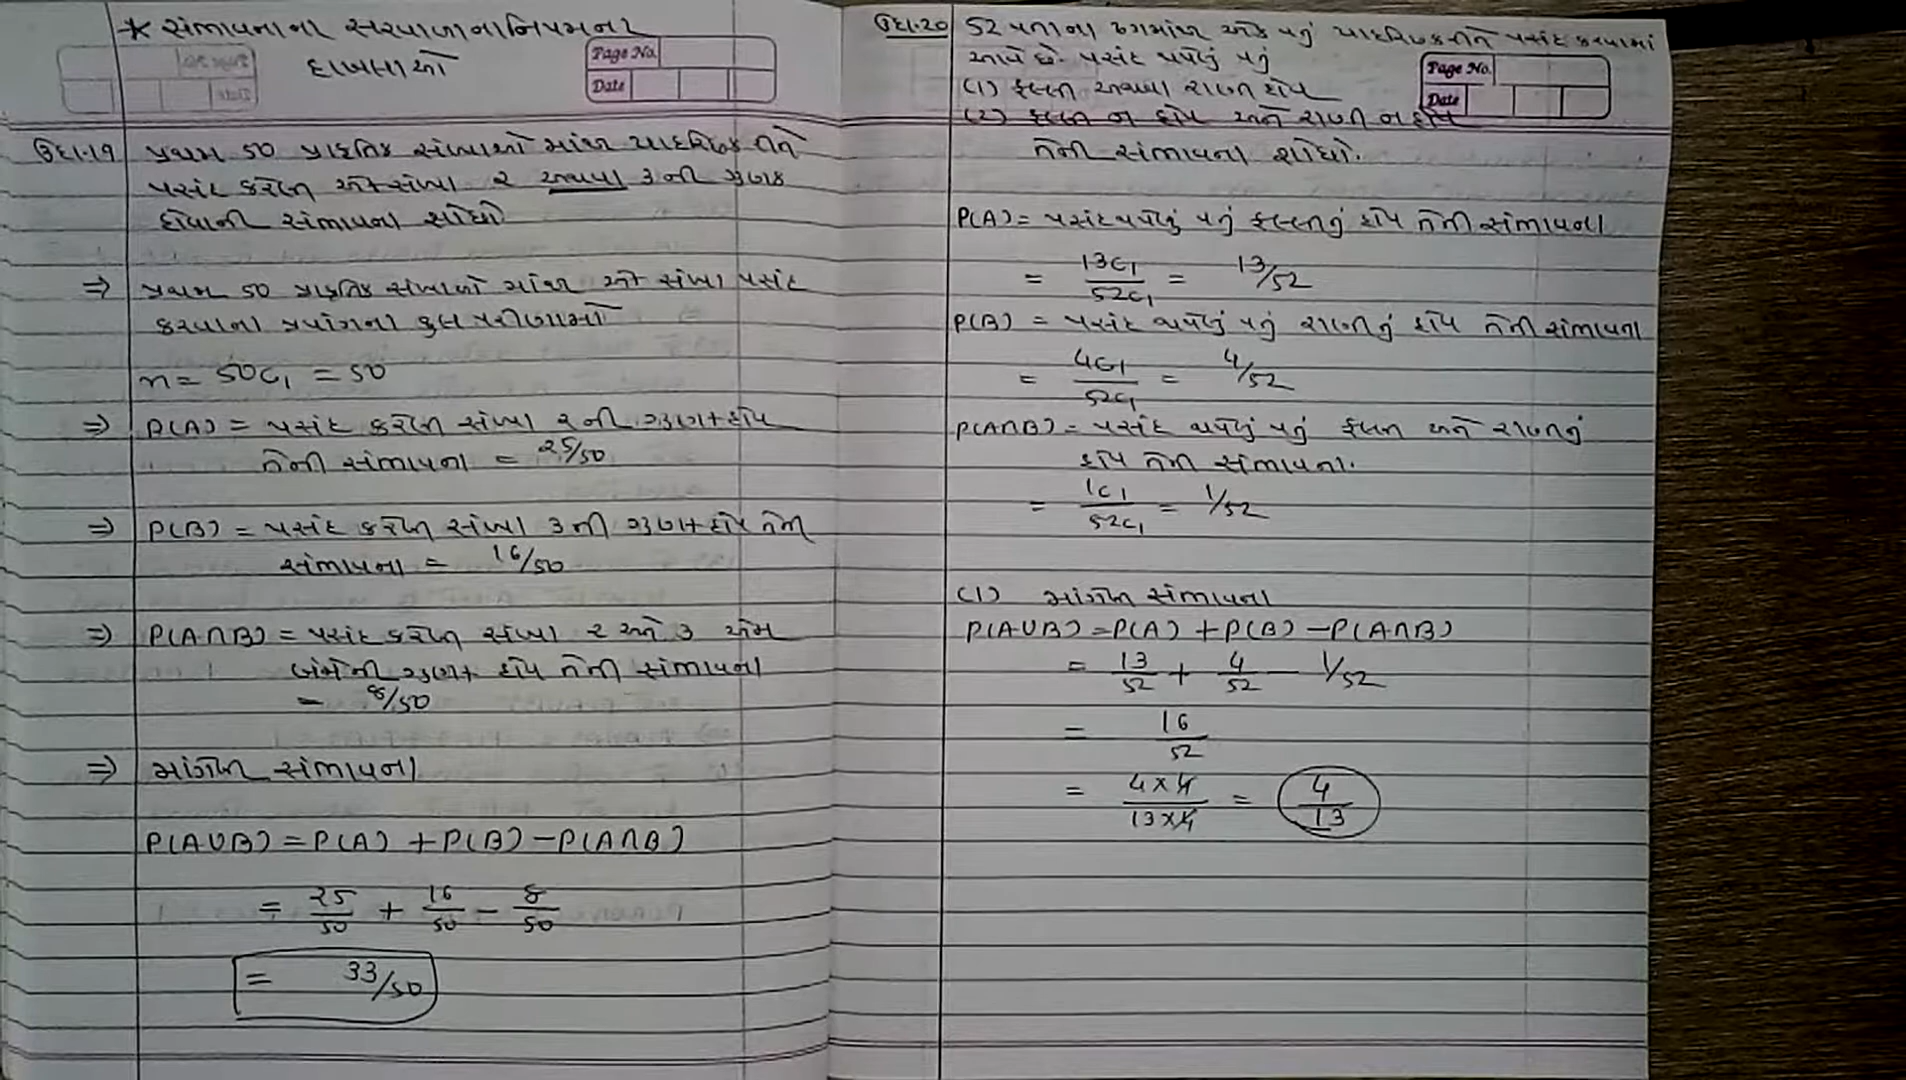 * સંભાવનાના સરવાળાના નિયમના
દાખલાઓ
Page No.
Date
ઉદા.19 પ્રથમ 50 પ્રાકૃતિક સંખ્યાઓ માંથી યાદચ્છિક રીતે
પસંદ કરેલ એક સંખ્યા 2 અથવા 3 ની ગુણક
હોવાની સંભાવના શોધો
⇒ પ્રથમ 50 પ્રાકૃતિક સંખ્યાઓ માંથી એક સંખ્યા પસંદ
કરવાના પ્રયોગના કુલ પરીણામો
n = 50C₁ = 50
⇒ P(A) = પસંદ કરેલ સંખ્યા 2 ની ગુણક હોય
તેની સંભાવના = 25/50
⇒ P(B) = પસંદ કરેલ સંખ્યા 3 ની ગુણક હોય તેની
સંભાવના = 16/50
⇒ P(A∩B) = પસંદ કરેલ સંખ્યા 2 અને 3 એમ
બંનેની ગુણક હોય તેની સંભાવના
= 8/50
⇒ માંગેલ સંભાવના
P(A∪B) = P(A) + P(B) - P(A∩B)
= 25/50 + 16/50 - 8/50
= 33/50
ઉદા.20 52 પતાના ઢગમાંથી એક પતું યાદચ્છિક રીતે પસંદ કરવામાં
આવે છે. પસંદ થયેલું પતું
Page No.
Date
(1) ફુલ્લી અથવા રાજા હોય
(2) ફુલ્લી ન હોય અને રાજા ન હોય
તેની સંભાવના શોધો.
P(A) = પસંદ થયેલું પતું ફુલ્લીનું હોય તેની સંભાવના
= 13C₁/52C₁ = 13/52
P(B) = પસંદ થયેલું પતું રાજાનું હોય તેની સંભાવના
= 4C₁/52C₁ = 4/52
P(A∩B) = પસંદ થયેલું પતું ફુલ્લી અને રાજાનું
હોય તેની સંભાવના.
= 1C₁/52C₁ = 1/52
(1) માંગેલ સંભાવના
P(A∪B) = P(A) + P(B) - P(A∩B)
= 13/52 + 4/52 - 1/52
= 16/52
= 4×4/13×4 = 4/13